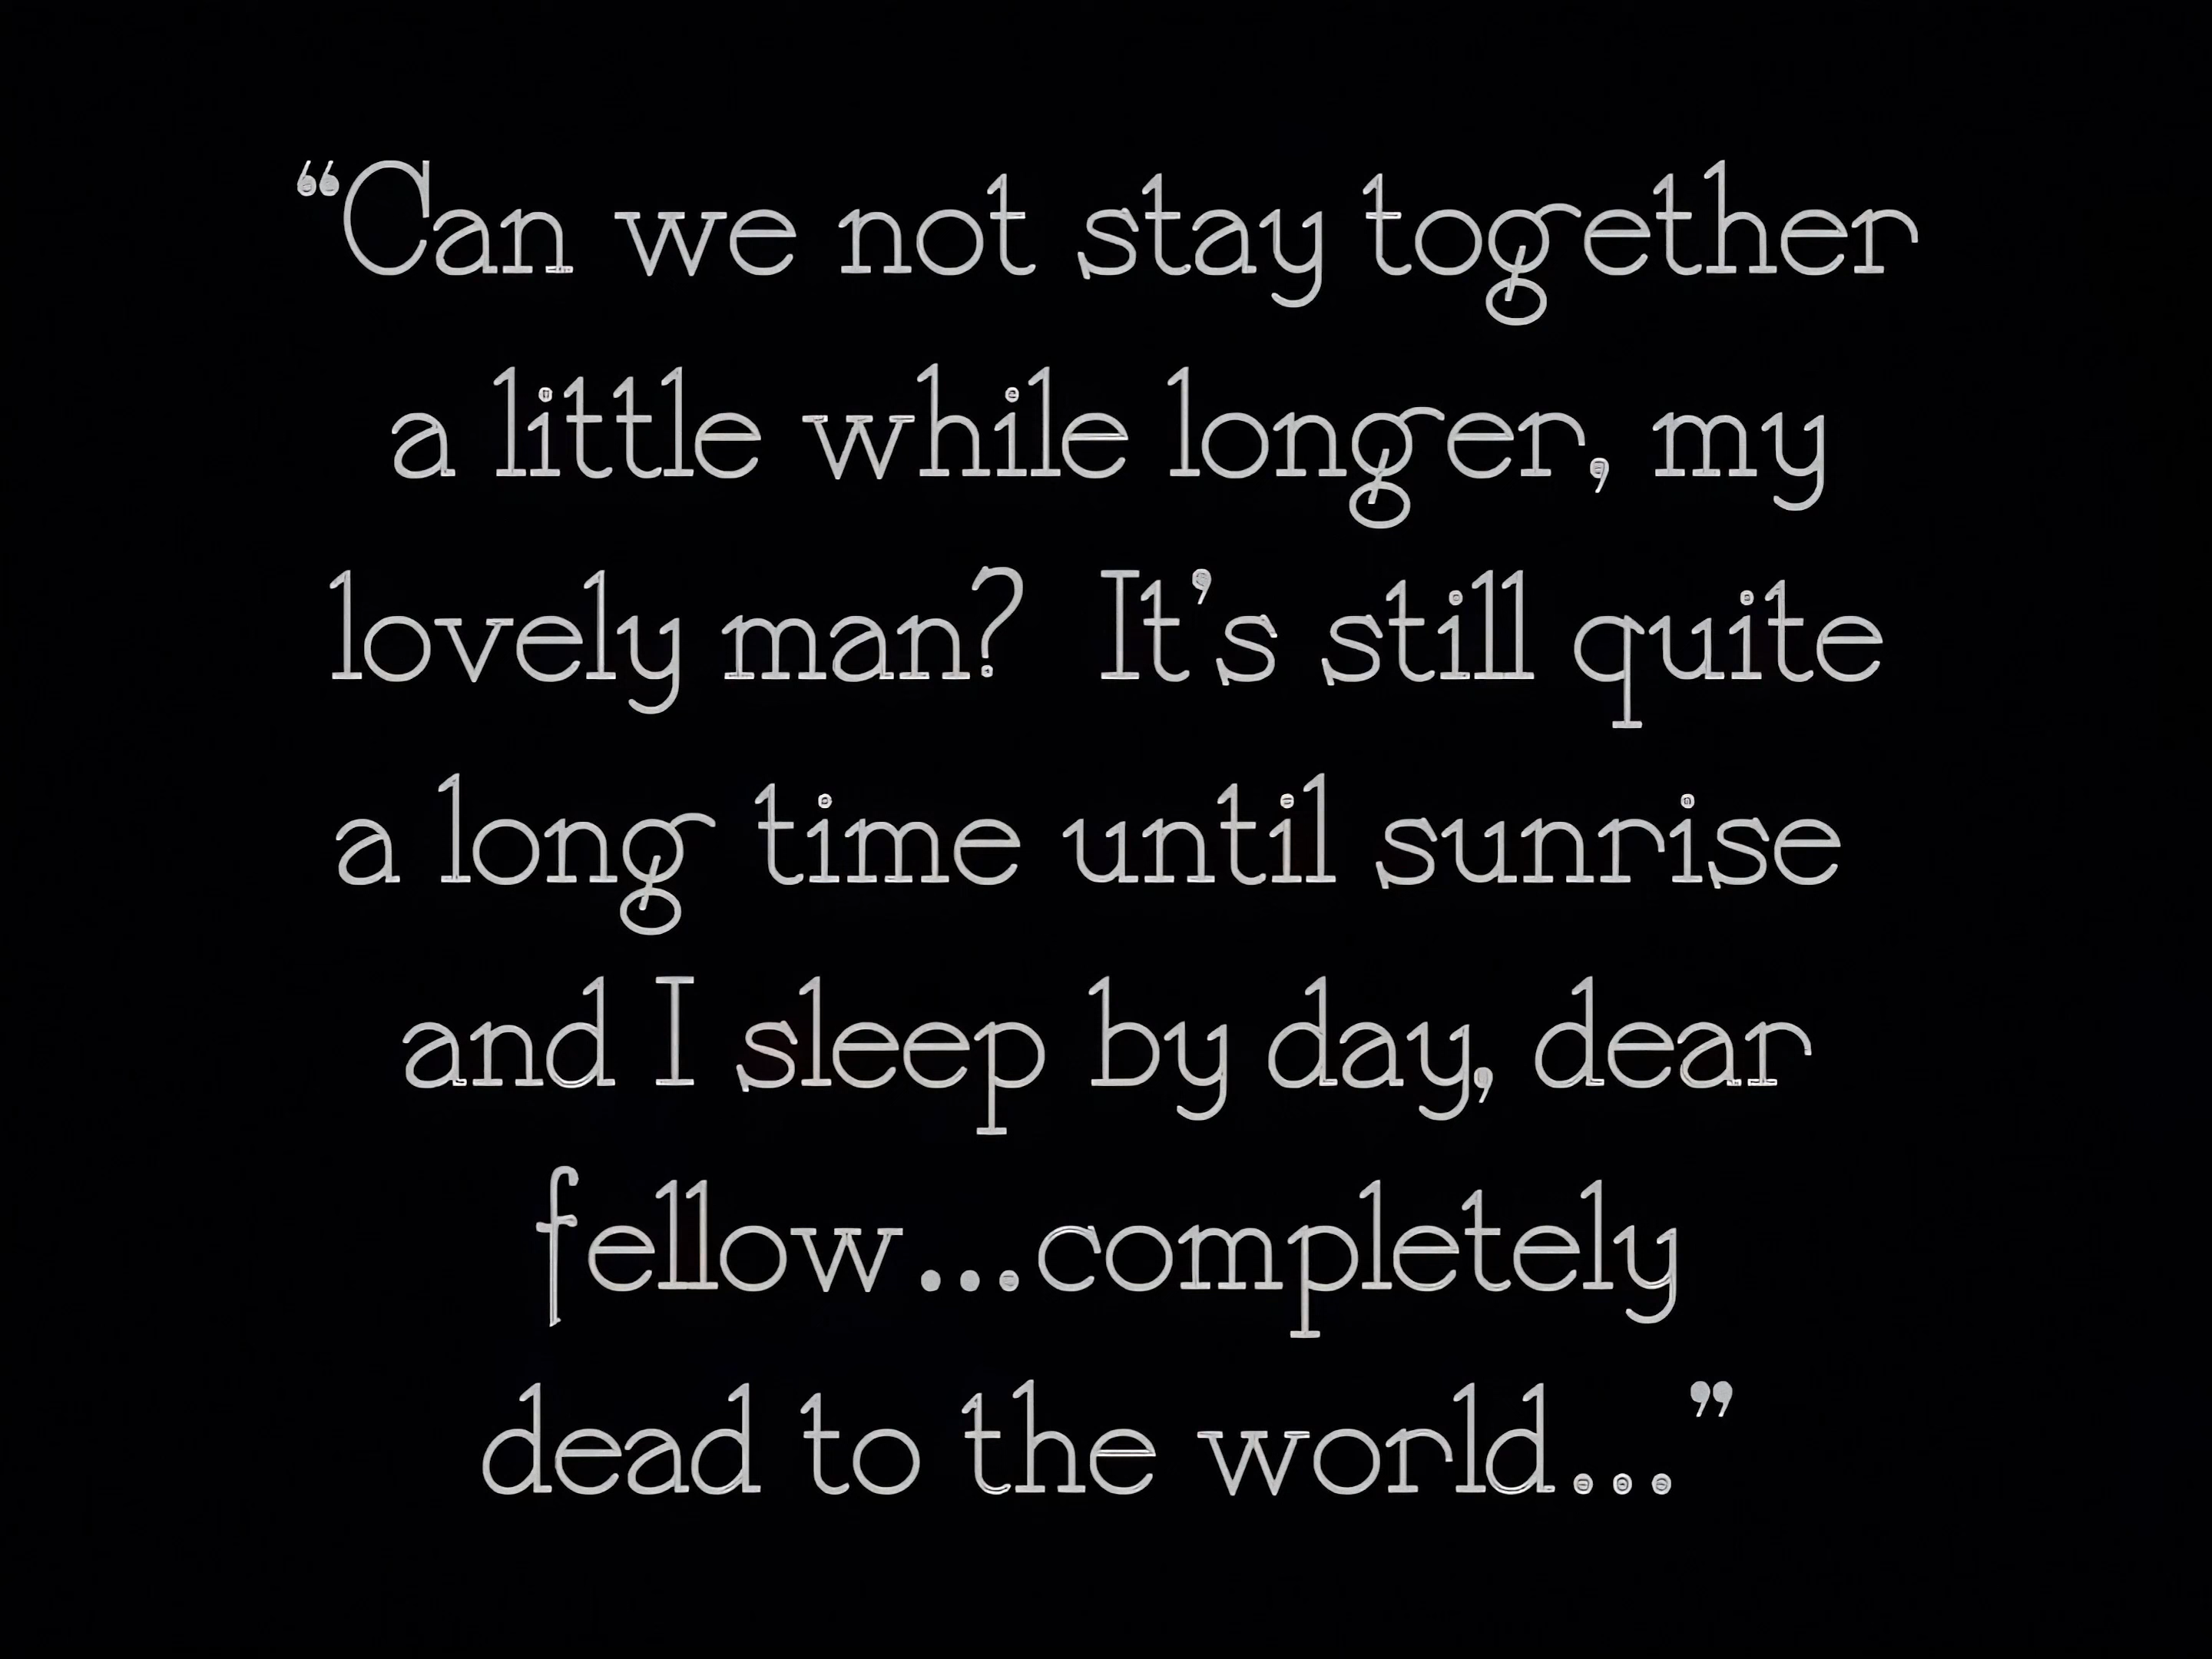 “Can we not stay together
a little while longer, my
lovely man?  It’s still quite
a long time until sunrise
and I sleep by day, dear
fellow...completely
dead to the world...”